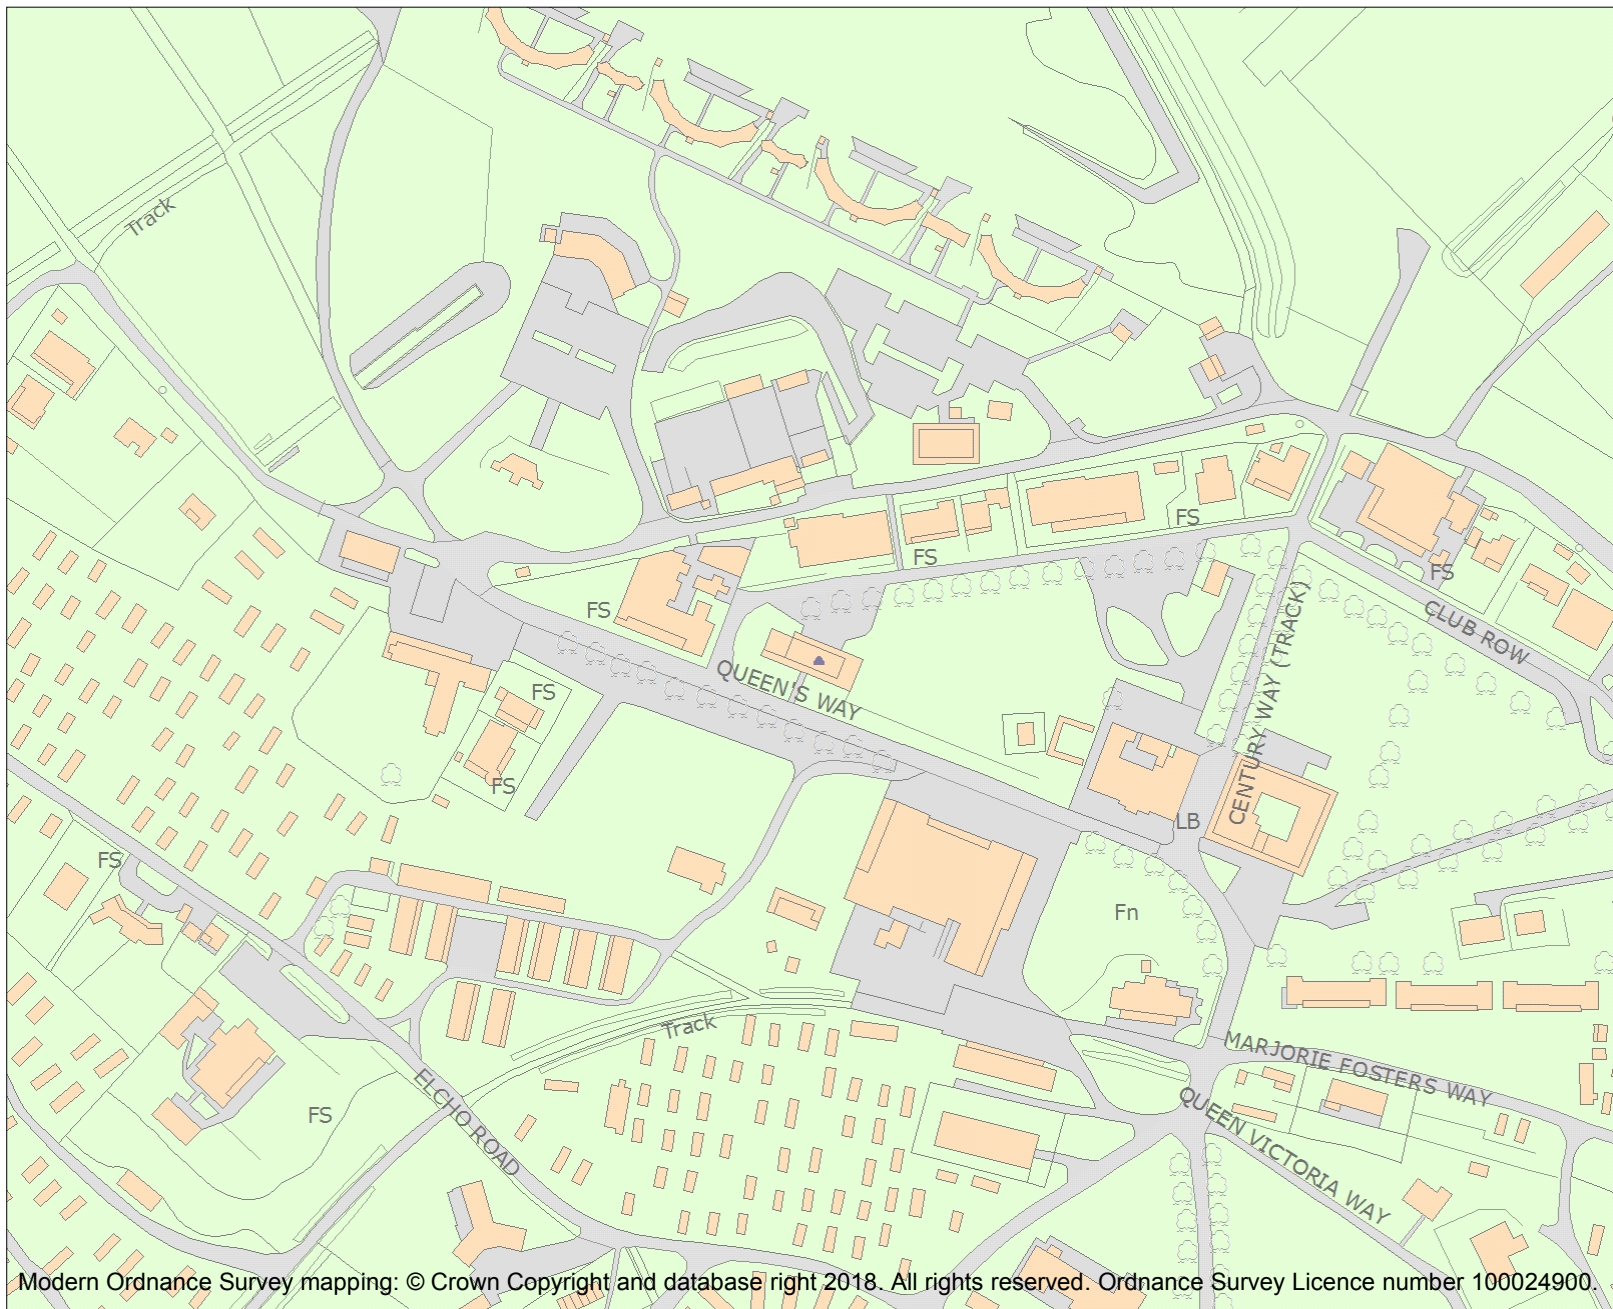 Track
FS
FS
FS
FS
CLUB ROW
FS
CENTURY WAY (TRACK)
QUEEN'S WAY
FS
FS
LB
FS
Fn
Track
MARJORIE FOSTERS WAY
ELCHO ROAD
QUEEN VICTORIA WAY
FS
Modern Ordnance Survey mapping: © Crown Copyright and database right 2018. All rights reserved. Ordnance Survey Licence number 100024900.